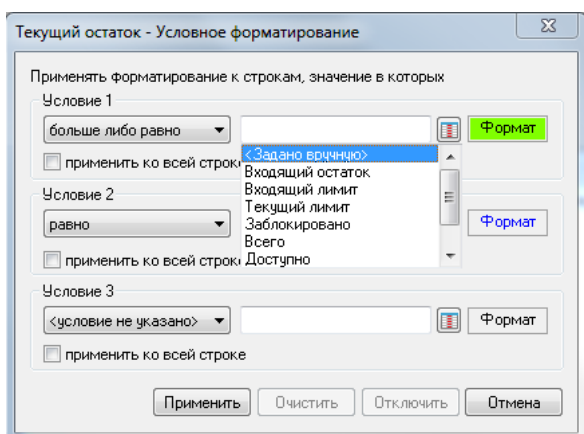 Текущий остаток - Условное форматирование
Применять форматирование к строкам, значение в которых
Условие 1
больше либо равно
Формат
применить ко всей строке
<Задано вручную>
Входящий остаток
Входящий лимит
Текущий лимит
Заблокировано
Всего
Доступно
Условие 2
равно
Формат
применить ко всей строке
Условие 3
<условие не указано>
Формат
применить ко всей строке
Применить
Очистить
Отключить
Отмена